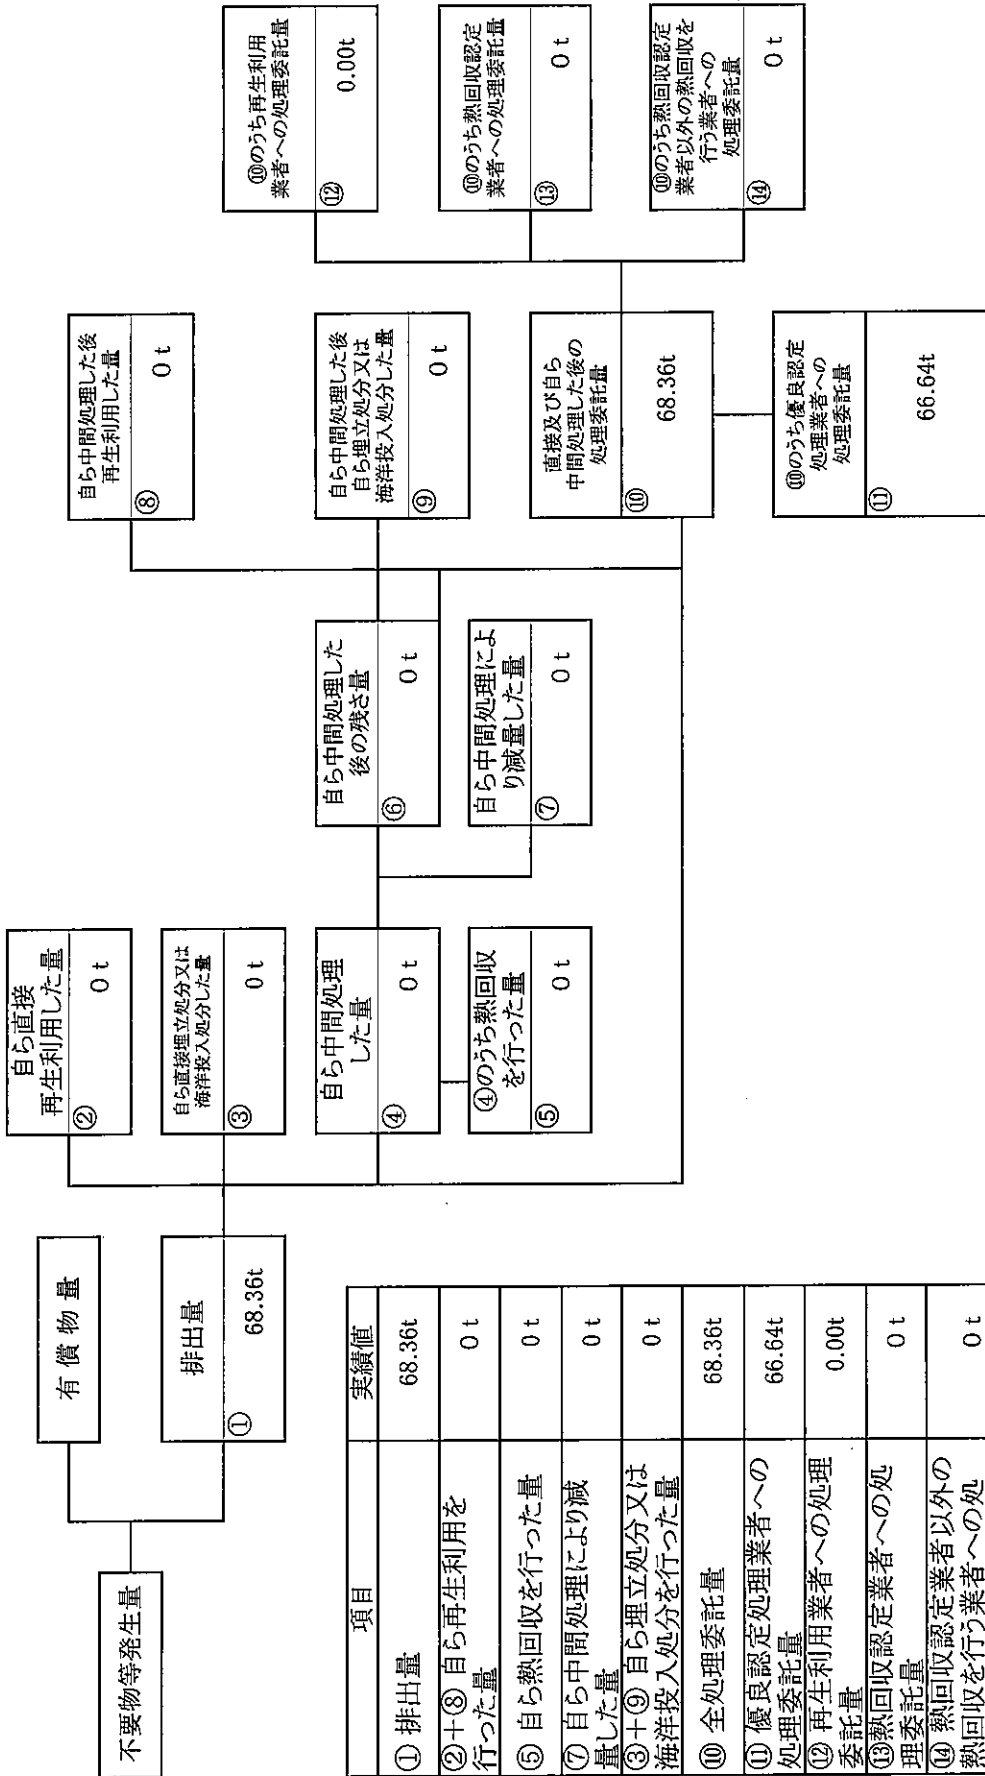 不要物等発生量
有償物量
排出量
①
68.36t
自ら直接
再生利用した量
②
0 t
自ら直接埋立処分又は
海洋投入処分した量
③
0 t
自ら中間処理
した量
④
0 t
④のうち熱回収
を行った量
⑤
0 t
自ら中間処理した
後の残さ量
⑥
0 t
自ら中間処理によ
り減量した量
⑦
0 t
自ら中間処理した後
再生利用した量
⑧
0 t
自ら中間処理した後
自ら埋立処分又は
海洋投入処分した量
⑨
0 t
直接及び自ら
中間処理した後の
処理委託量
⑩
68.36t
⑩のうち優良認定
処理業者への
処理委託量
⑪
66.64t
⑩のうち再生利用
業者への処理委託量
⑫
0.00t
⑩のうち熱回収認定
業者への処理委託量
⑬
0 t
⑩のうち熱回収認定
業者以外の熱回収を
行う業者への
処理委託量
⑭
0 t
項目 実績値
① 排出量 68.36t
②+⑧ 自ら再生利用を
行った量 0 t
⑤ 自ら熱回収を行った量 0 t
⑦ 自ら中間処理により減
量した量 0 t
③+⑨ 自ら埋立処分又は
海洋投入処分を行った量 0 t
⑩ 全処理委託量 68.36t
⑪ 優良認定処理業者への
処理委託量 66.64t
⑫ 再生利用業者への処理
委託量 0.00t
⑬熱回収認定業者への処
理委託量 0 t
⑭ 熱回収認定業者以外の
熱回収を行う業者への処 0 t